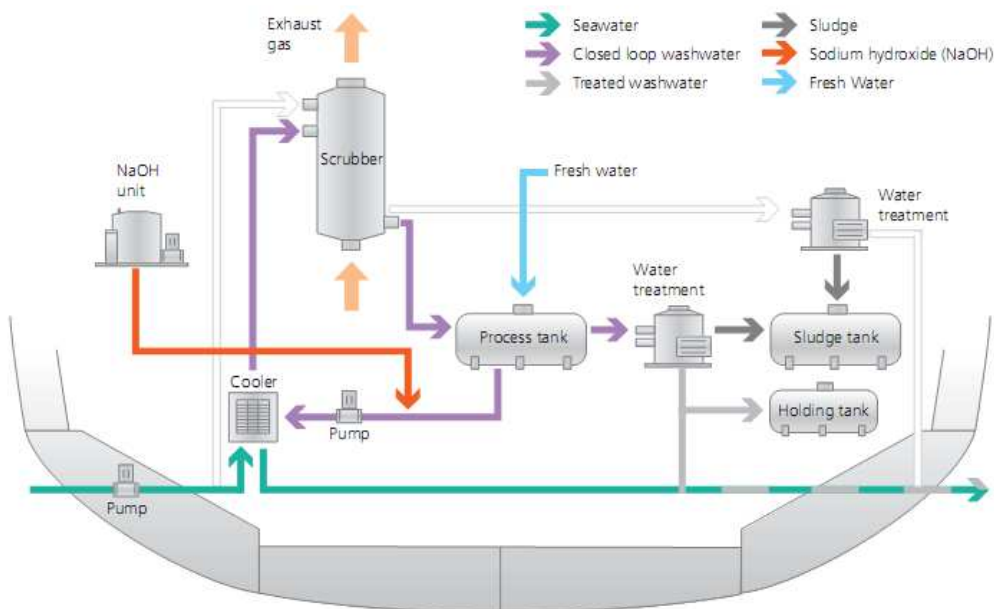 Exhaust
gas
Seawater
Closed loop washwater
Treated washwater
Sludge
Sodium hydroxide (NaOH)
Fresh Water
NaOH
unit
Scrubber
Fresh water
Water
treatment
Water
treatment
Process tank
Sludge tank
Cooler
Pump
Holding tank
Pump